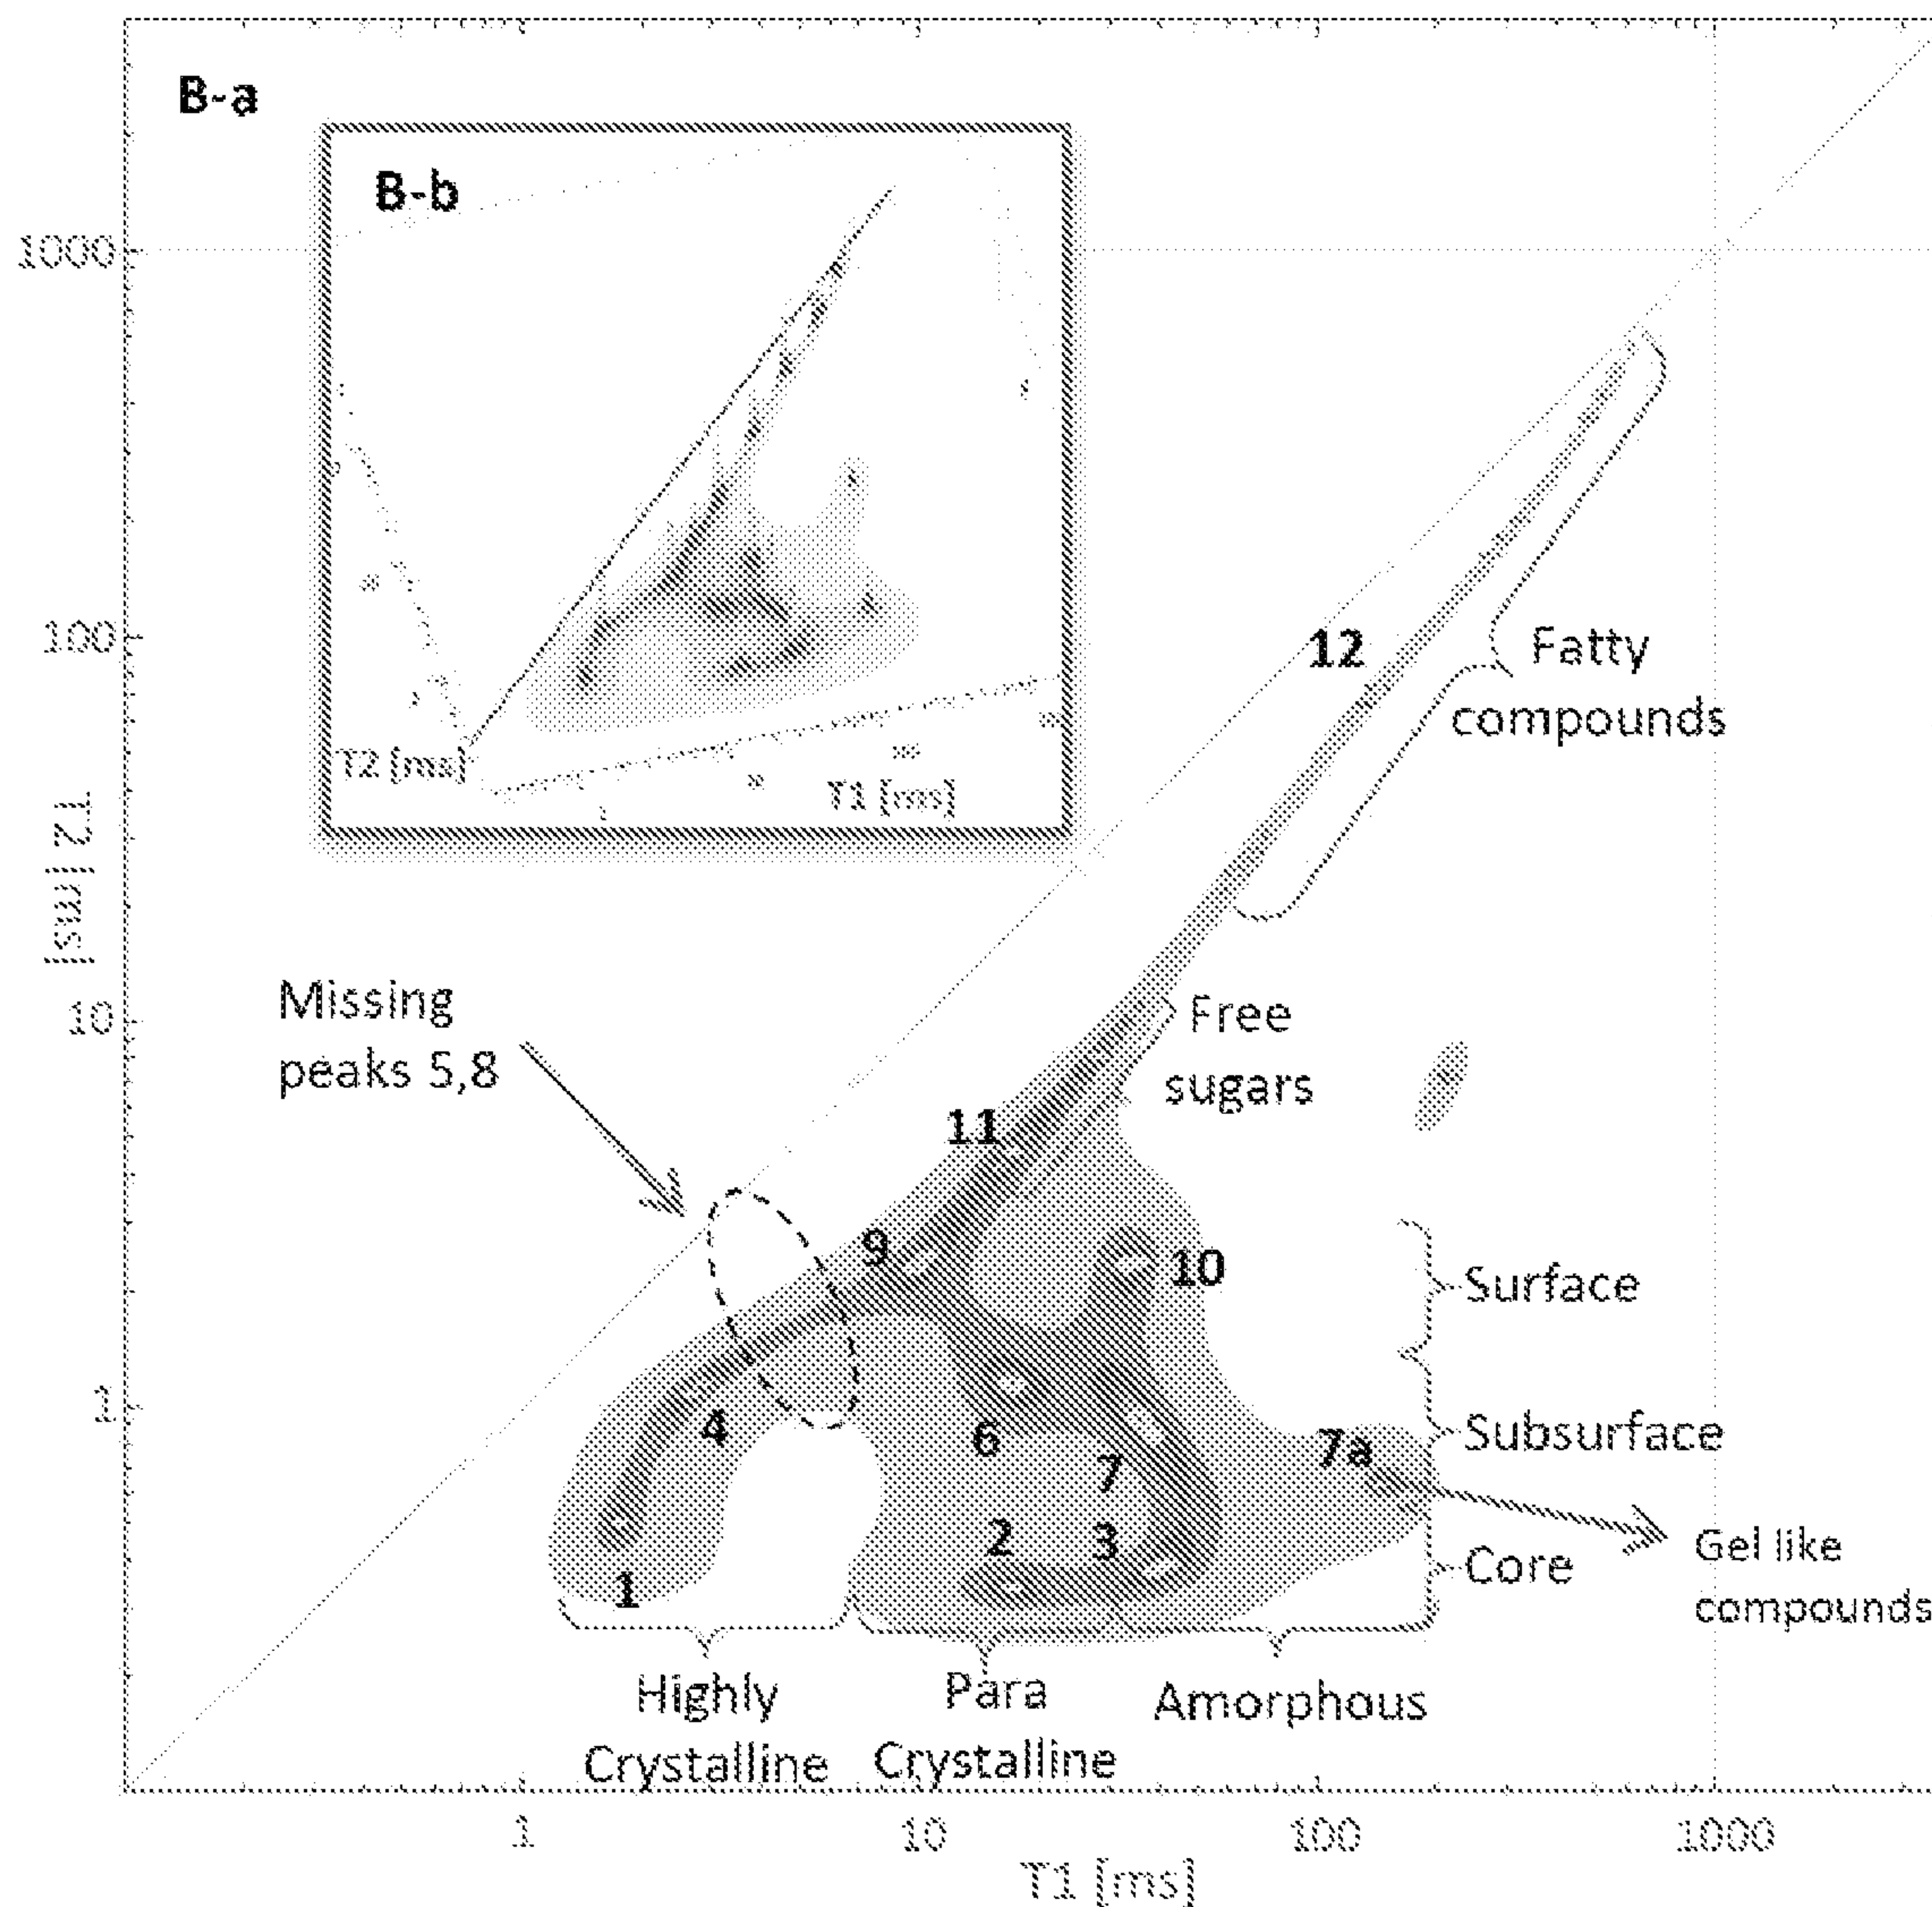 B-a
B-b
1000
T2 [ms]
T1 [ms]
100
12
Fatty
compounds
T2 [ms]
Missing
peaks 5,8
10
Free
sugars
11
9
10
Surface
1
4
6
7a
Subsurface
7
2
3
1
Core
Gel like
compounds
Highly
Crystalline
Para
Crystalline
Amorphous
1
10
100
1000
T1 [ms]